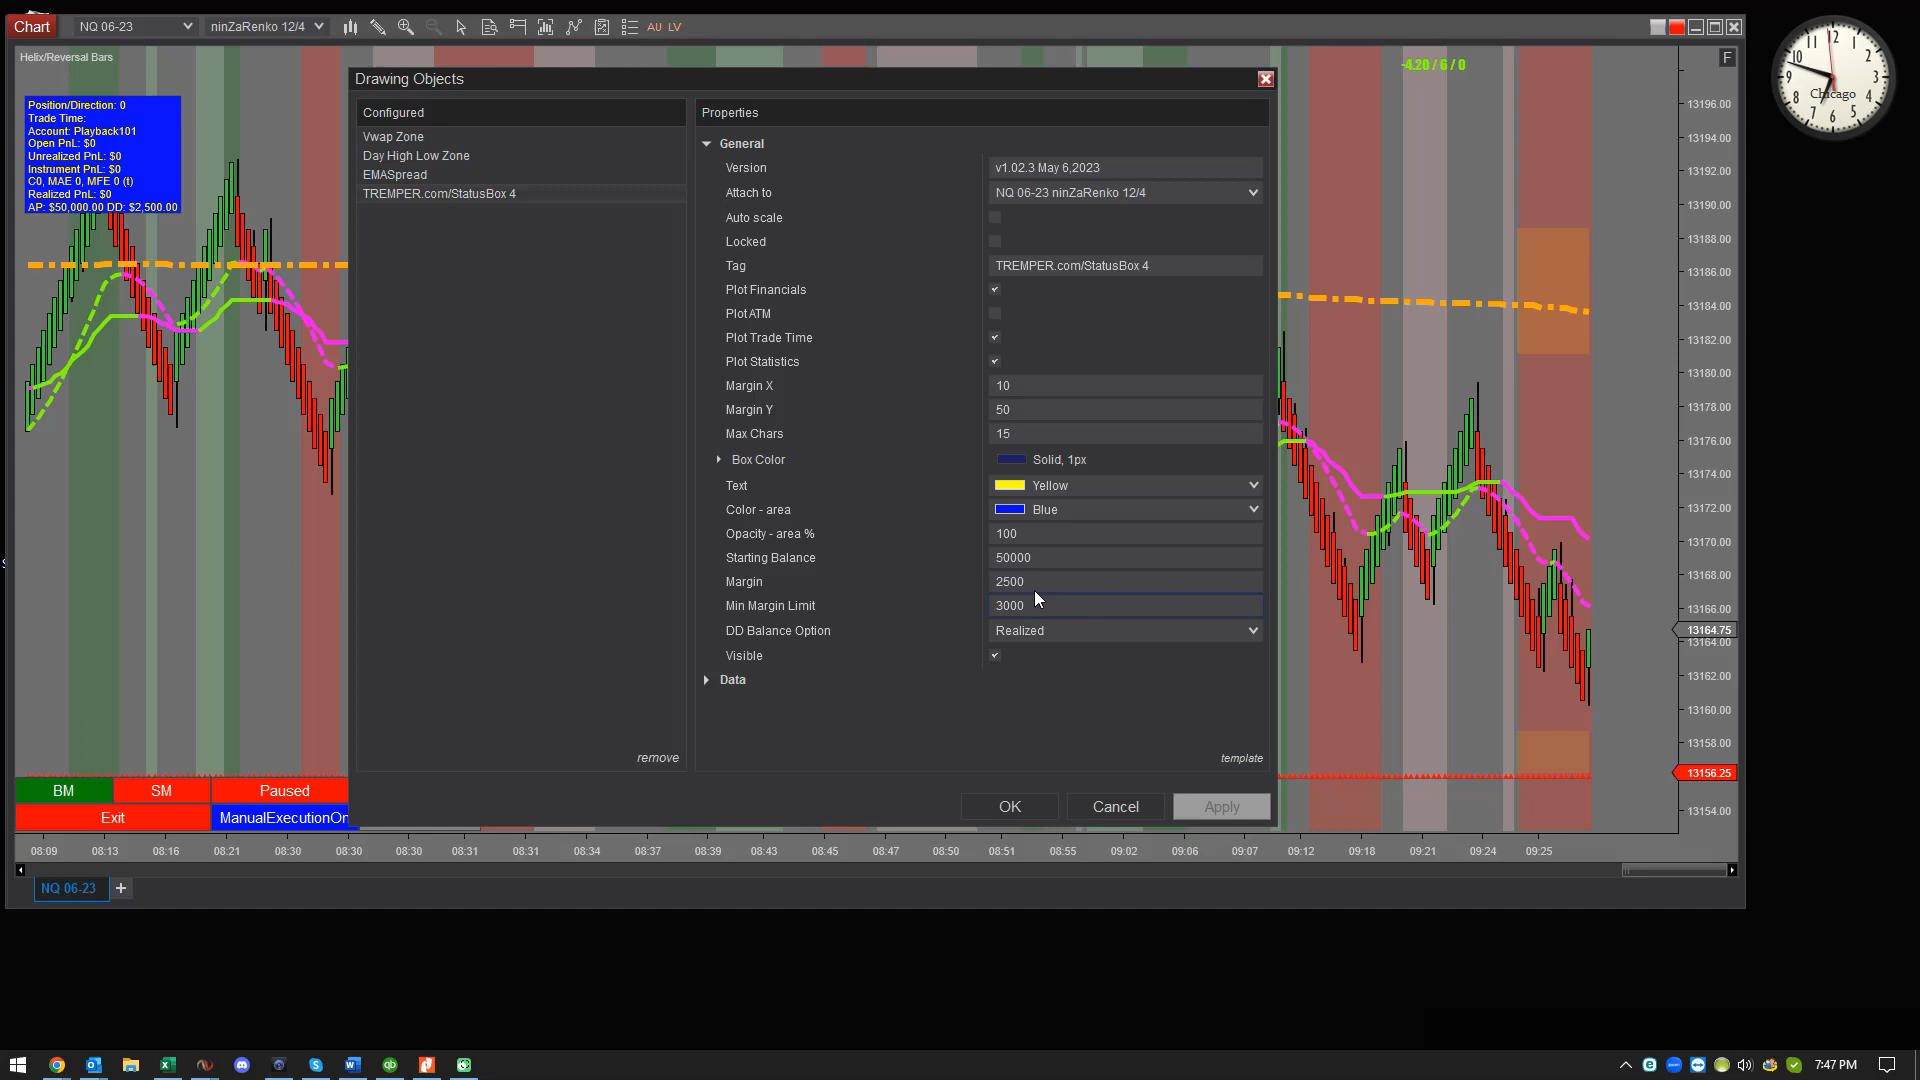 Chart
NQ 06-23
ninZaRenko 12/4
AU LV
Helix/Reversal Bars
-4.20 / 6 / 0
F
Position/Direction: 0
Trade Time:
Account: Playback101
Open PnL: $0
Unrealized PnL: $0
Instrument PnL: $0
C0, MAE 0, MFE 0 (t)
Realized PnL: $0
AP: $50,000.00 DD: $2,500.00
Drawing Objects
Configured
Vwap Zone
Day High Low Zone
EMASpread
TREMPER.com/StatusBox 4
remove
Properties
General
Version
v1.02.3 May 6,2023
Attach to
NQ 06-23 ninZaRenko 12/4
Auto scale
Locked
Tag
TREMPER.com/StatusBox 4
Plot Financials
Plot ATM
Plot Trade Time
Plot Statistics
Margin X
10
Margin Y
50
Max Chars
15
Box Color
Solid, 1px
Text
Yellow
Color - area
Blue
Opacity - area %
100
Starting Balance
50000
Margin
2500
Min Margin Limit
3000
DD Balance Option
Realized
Visible
Data
template
OK
Cancel
Apply
13196.00
13194.00
13192.00
13190.00
13188.00
13186.00
13184.00
13182.00
13180.00
13178.00
13176.00
13174.00
13172.00
13170.00
13168.00
13166.00
13164.75
13164.00
13162.00
13160.00
13158.00
13156.25
13154.00
BM
SM
Paused
Exit
ManualExecutionOn
08:09
08:13
08:16
08:21
08:30
08:30
08:30
08:31
08:31
08:34
08:37
08:39
08:43
08:45
08:47
08:50
08:51
08:55
09:02
09:06
09:07
09:12
09:18
09:21
09:24
09:25
NQ 06-23
12
1
2
3
4
5
6
7
8
9
10
11
Chicago
7:47 PM